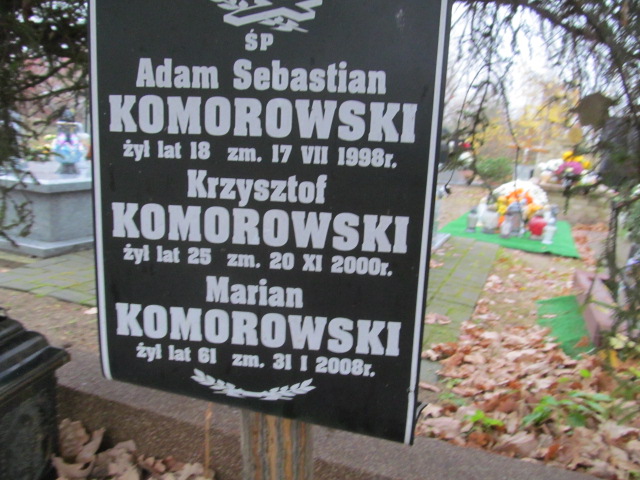 ŚP
Adam Sebastian
KOMOROWSKI
żył lat 18 zm. 17 VII 1998r.
Krzysztof
KOMOROWSKI
żył lat 25 zm. 20 XI 2000r.
Marian
KOMOROWSKI
żył lat 61 zm. 31 I 2008r.